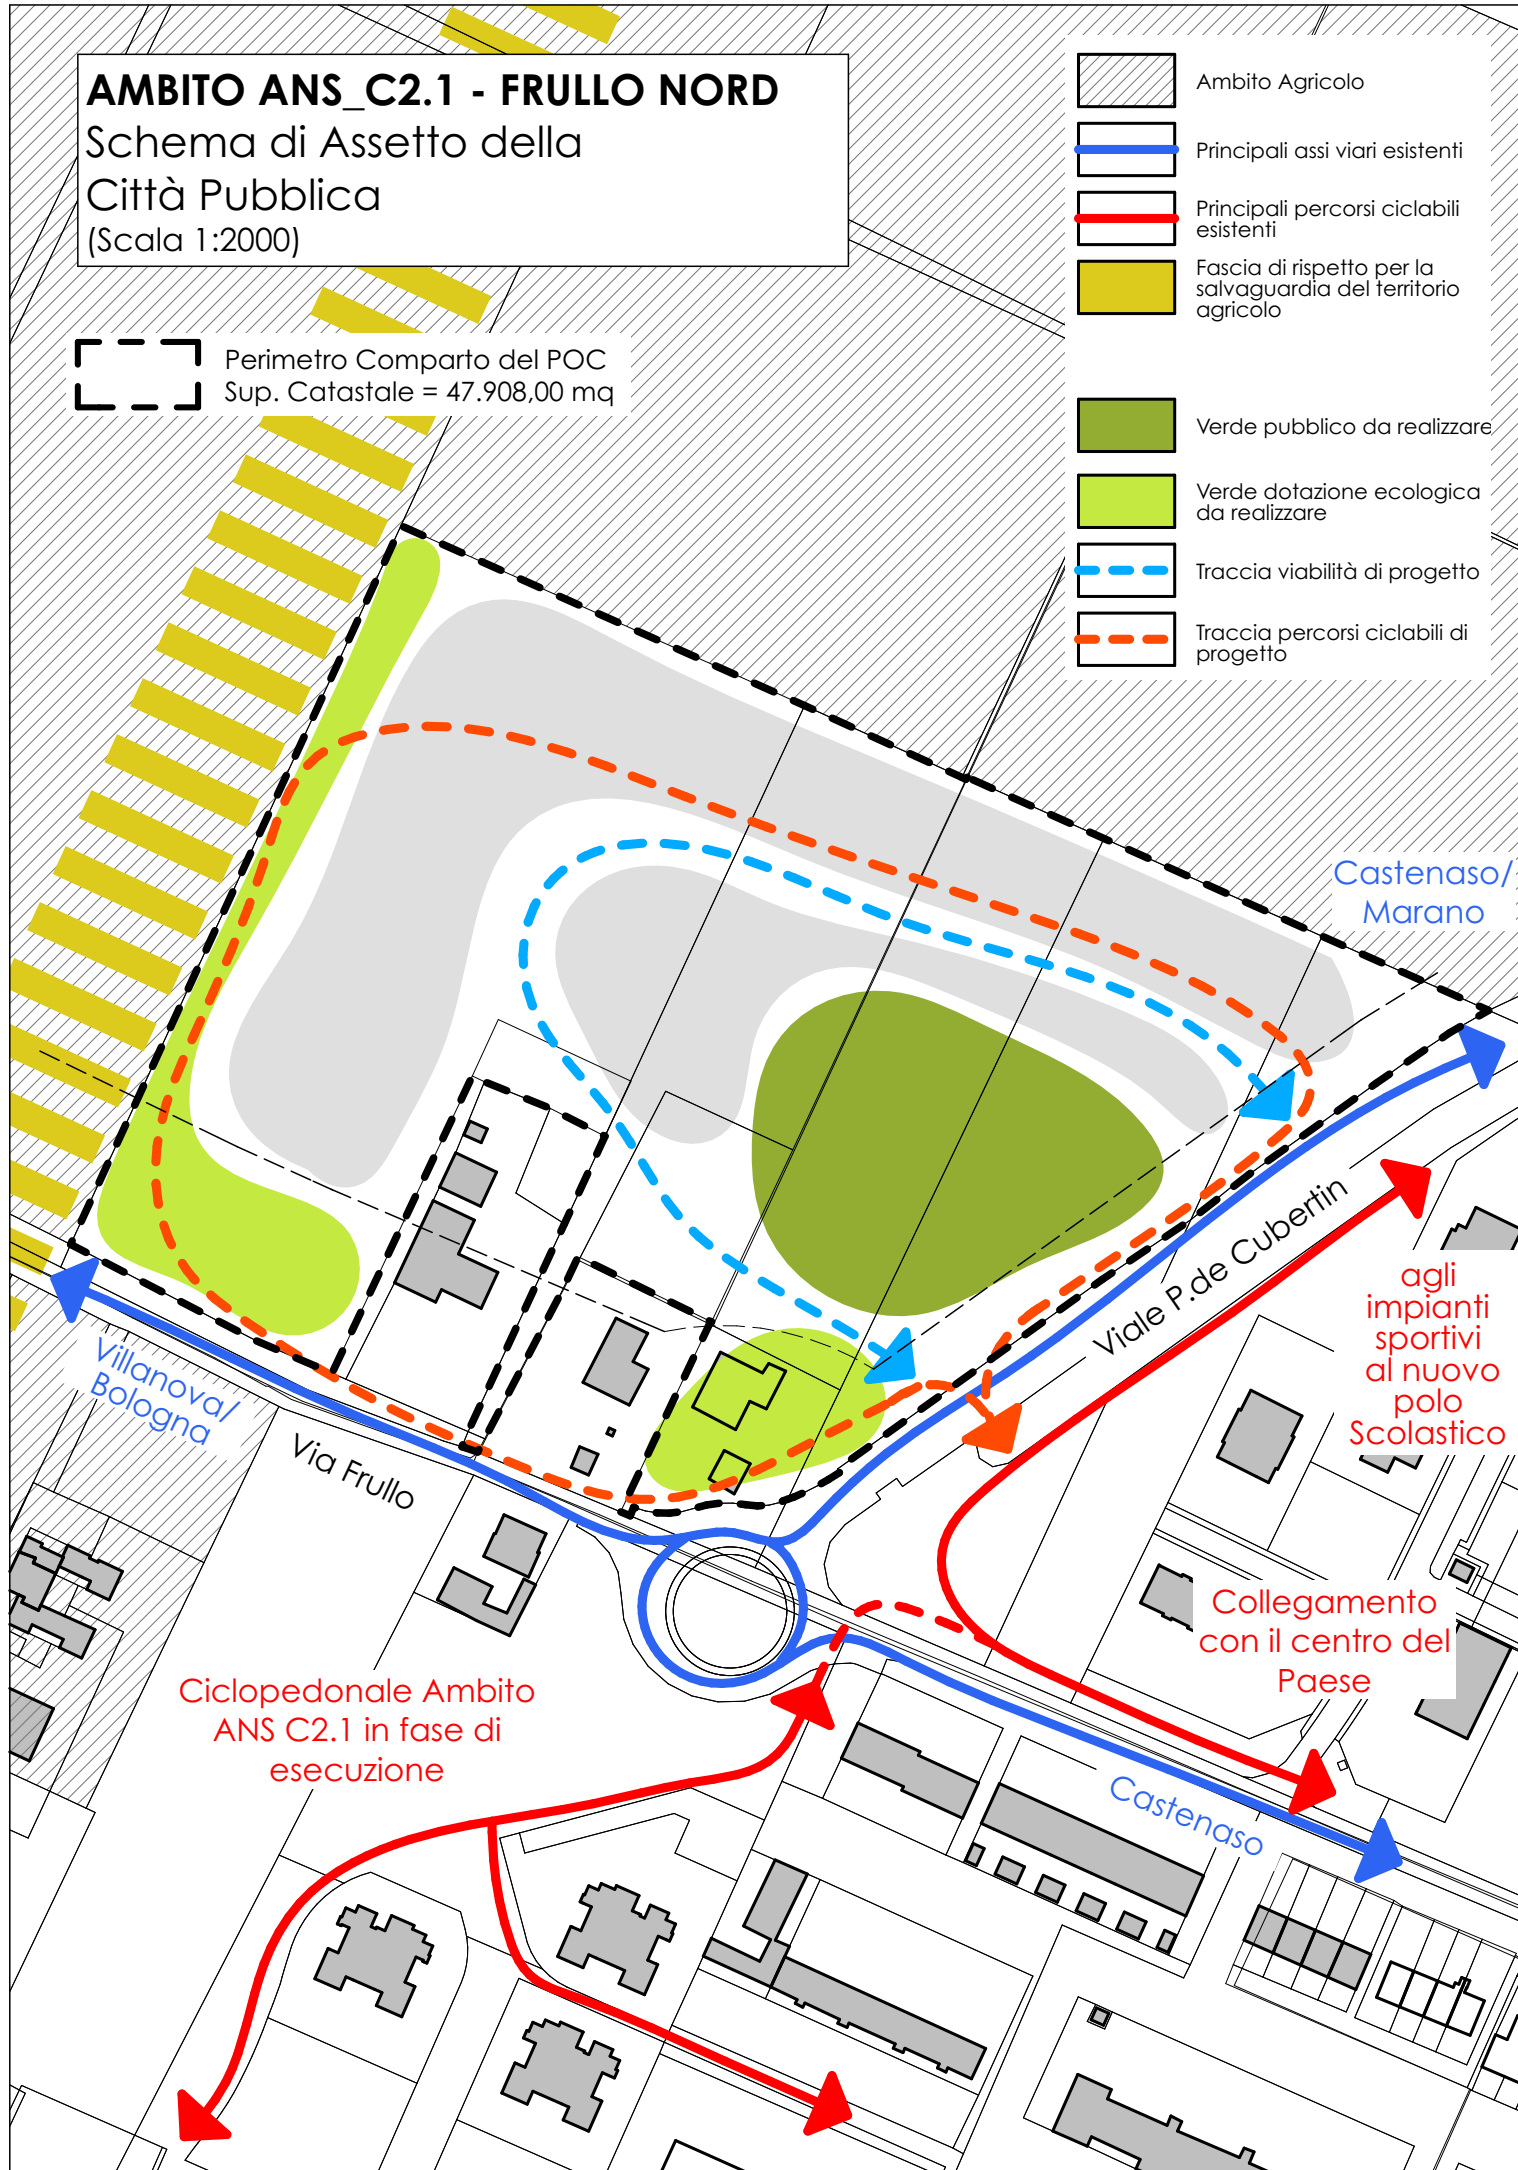 AMBITO ANS_C2.1 - FRULLO NORD
Schema di Assetto della
Città Pubblica
(Scala 1:2000)
Perimetro Comparto del POC
Sup. Catastale = 47.908,00 mq
Ambito Agricolo
Principali assi viari esistenti
Principali percorsi ciclabili
esistenti
Fascia di rispetto per la
salvaguardia del territorio
agricolo
Verde pubblico da realizzare
Verde dotazione ecologica
da realizzare
Traccia viabilità di progetto
Traccia percorsi ciclabili di
progetto
Castenaso/
Marano
Viale P.de Cubertin
agli
impianti
sportivi
al nuovo
polo
Scolastico
Villanova/
Bologna
Via Frullo
Collegamento
con il centro del
Paese
Ciclopedonale Ambito
ANS C2.1 in fase di
esecuzione
Castenaso